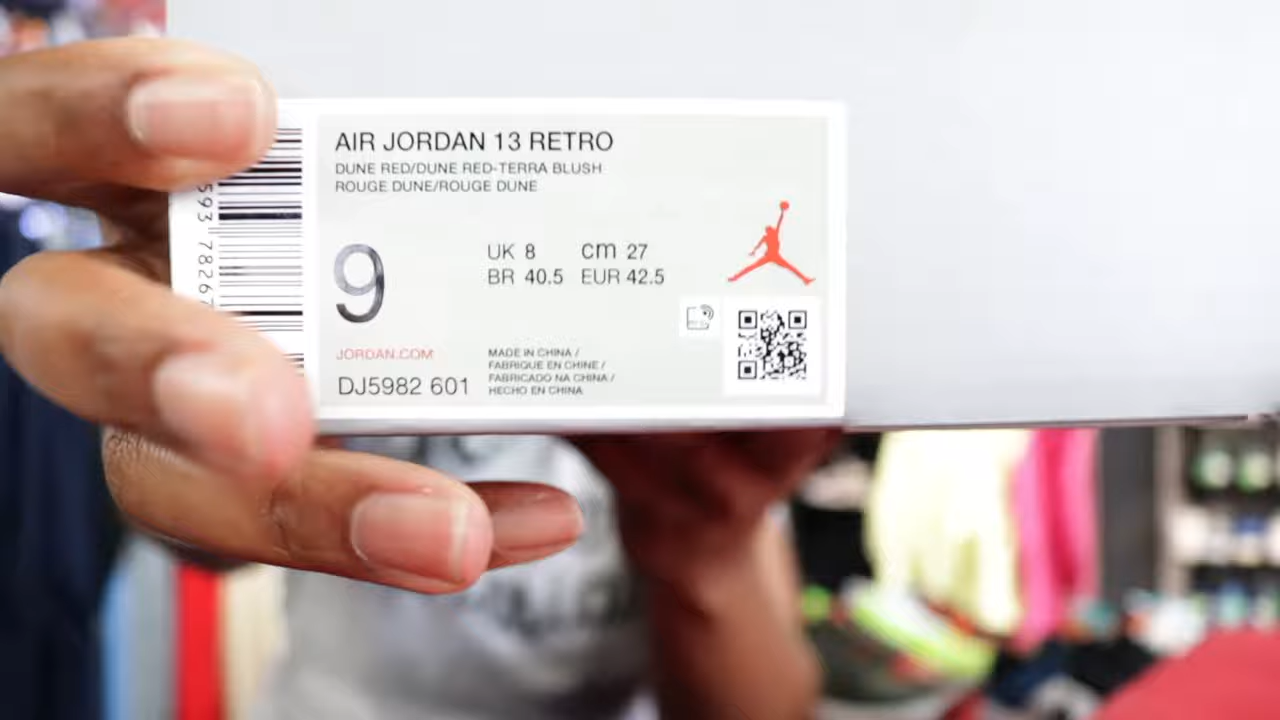 AIR JORDAN 13 RETRO
DUNE RED/DUNE RED-TERRA BLUSH
ROUGE DUNE/ROUGE DUNE
9
UK 8 cm 27
BR 40.5 EUR 42.5
JORDAN.COM
DJ5982 601
MADE IN CHINA /
FABRIQUE EN CHINE /
FABRICADO NA CHINA /
HECHO EN CHINA
593 78267